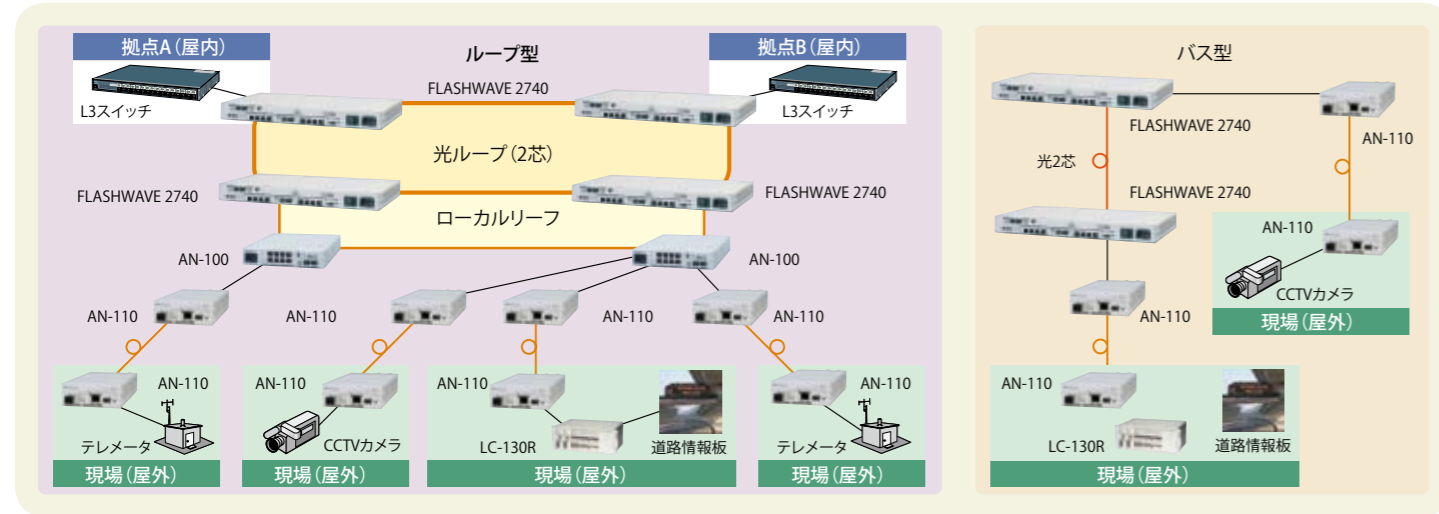 ループ型
拠点A（屋内）
拠点B（屋内）
L3スイッチ
FLASHWAVE 2740
L3スイッチ
光ループ（2芯）
FLASHWAVE 2740
FLASHWAVE 2740
ローカルリーフ
AN-100
AN-100
AN-110
AN-110
AN-110
AN-110
AN-110
テレメータ
現場（屋外）
AN-110
CCTVカメラ
現場（屋外）
AN-110
LC-130R
道路情報板
現場（屋外）
AN-110
テレメータ
現場（屋外）
バス型
FLASHWAVE 2740
AN-110
光2芯
FLASHWAVE 2740
AN-110
CCTVカメラ
現場（屋外）
AN-110
AN-110
LC-130R
道路情報板
現場（屋外）